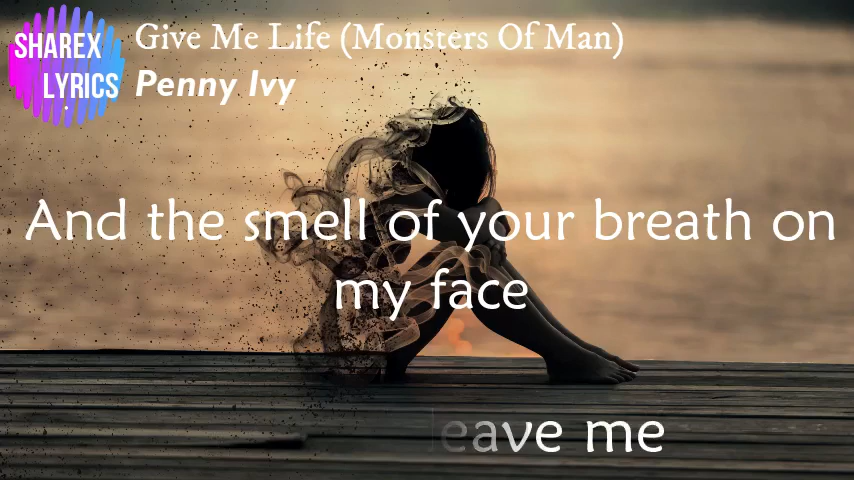 SHAREX
LYRICS
Give Me Life (Monsters Of Man)
Penny Ivy
And the smell of your breath on
my face
leave me